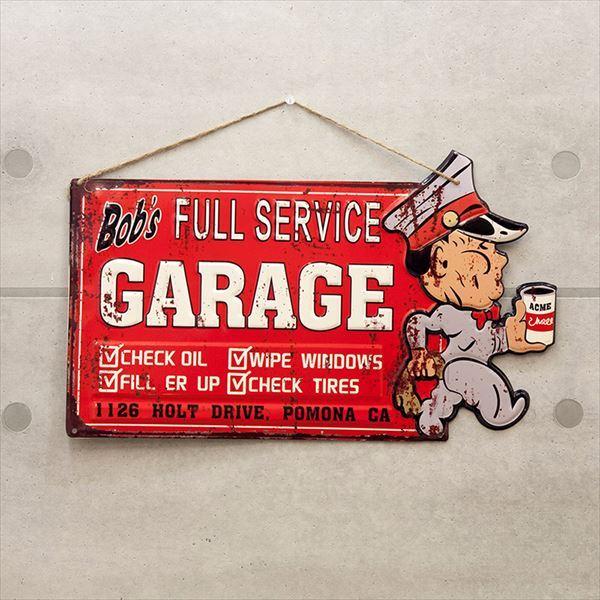 Bob's FULL SERVICE
GARAGE
CHECK OIL WIPE WINDOWS
FILL ER UP CHECK TIRES
1126 HOLT DRIVE, POMONA CA
ACME